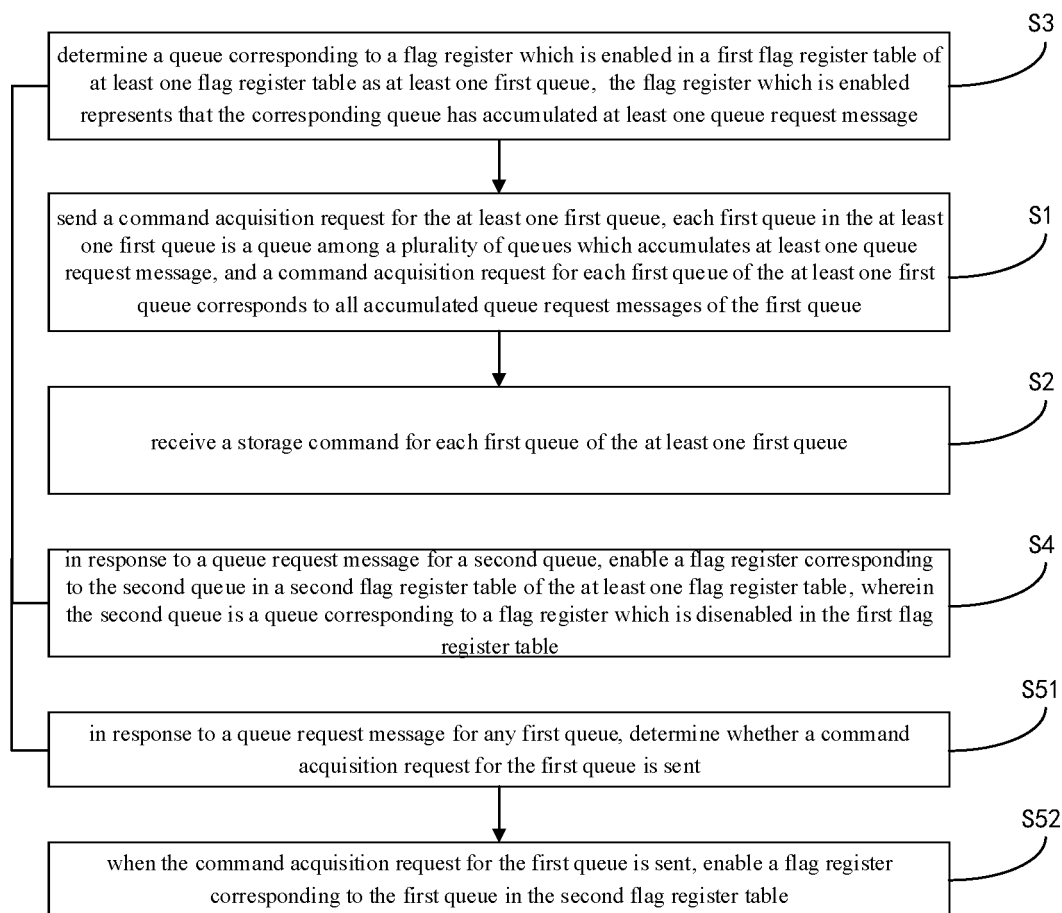 S3
determine a queue corresponding to a flag register which is enabled in a first flag register table of
at least one flag register table as at least one first queue, the flag register which is enabled
represents that the corresponding queue has accumulated at least one queue request message
S1
send a command acquisition request for the at least one first queue, each first queue in the at least
one first queue is a queue among a plurality of queues which accumulates at least one queue
request message, and a command acquisition request for each first queue of the at least one first
queue corresponds to all accumulated queue request messages of the first queue
S2
receive a storage command for each first queue of the at least one first queue
S4
in response to a queue request message for a second queue, enable a flag register corresponding
to the second queue in a second flag register table of the at least one flag register table, wherein
the second queue is a queue corresponding to a flag register which is disenabled in the first flag
register table
S51
in response to a queue request message for any first queue, determine whether a command
acquisition request for the first queue is sent
S52
when the command acquisition request for the first queue is sent, enable a flag register
corresponding to the first queue in the second flag register table